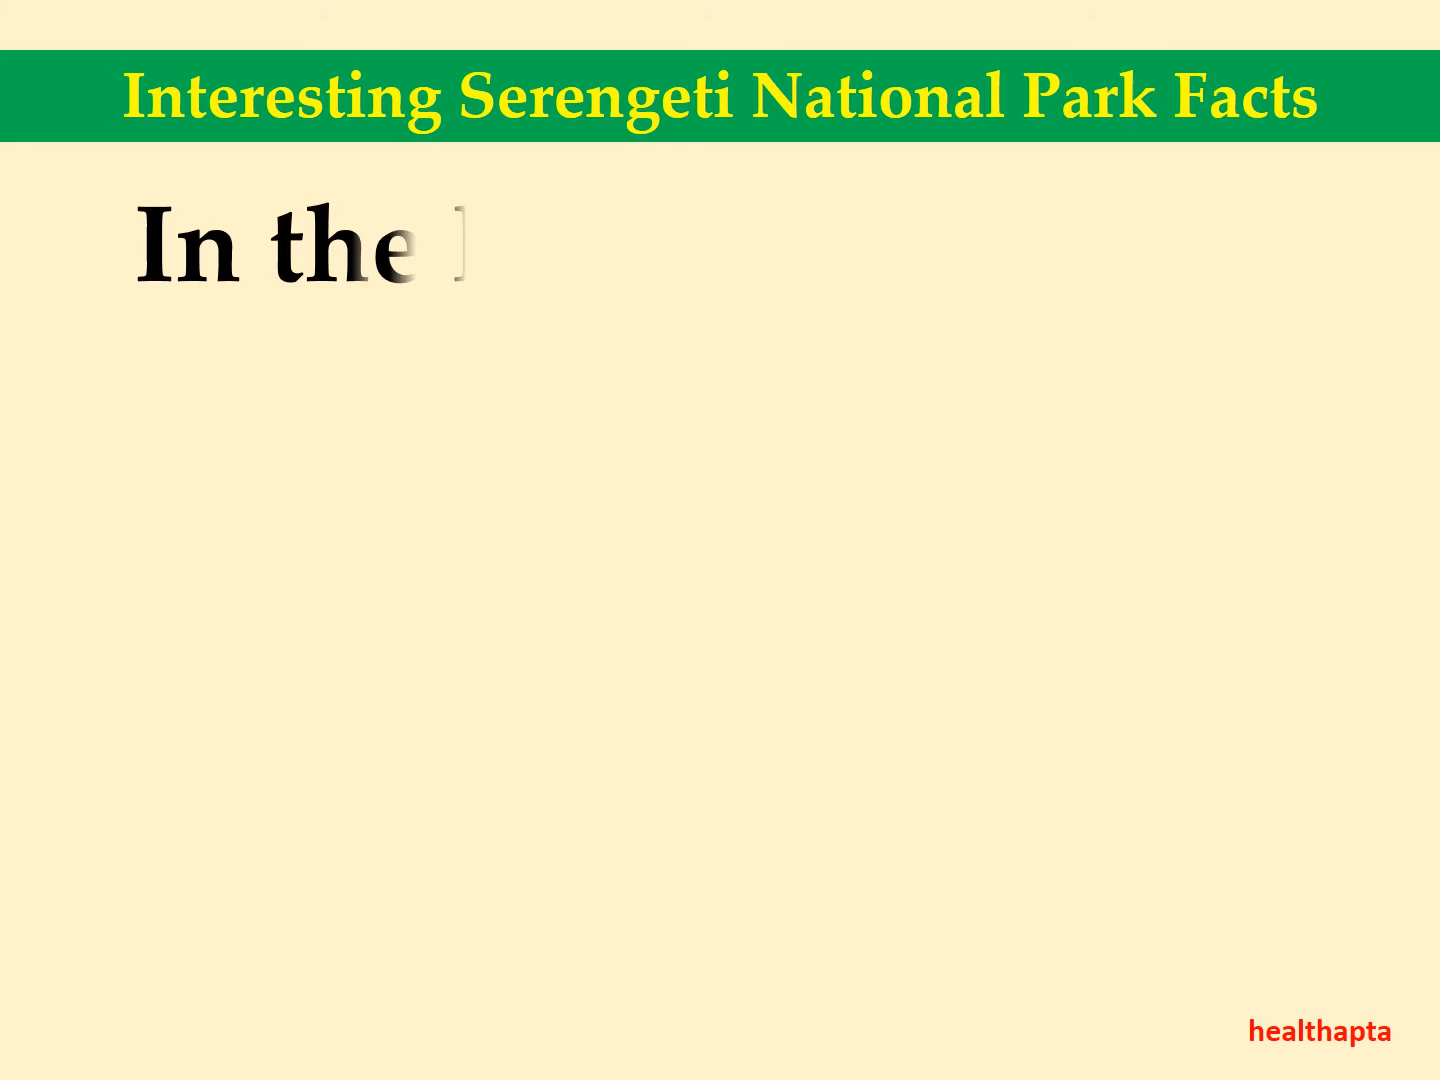 Interesting Serengeti National Park Facts
In the
healthapta